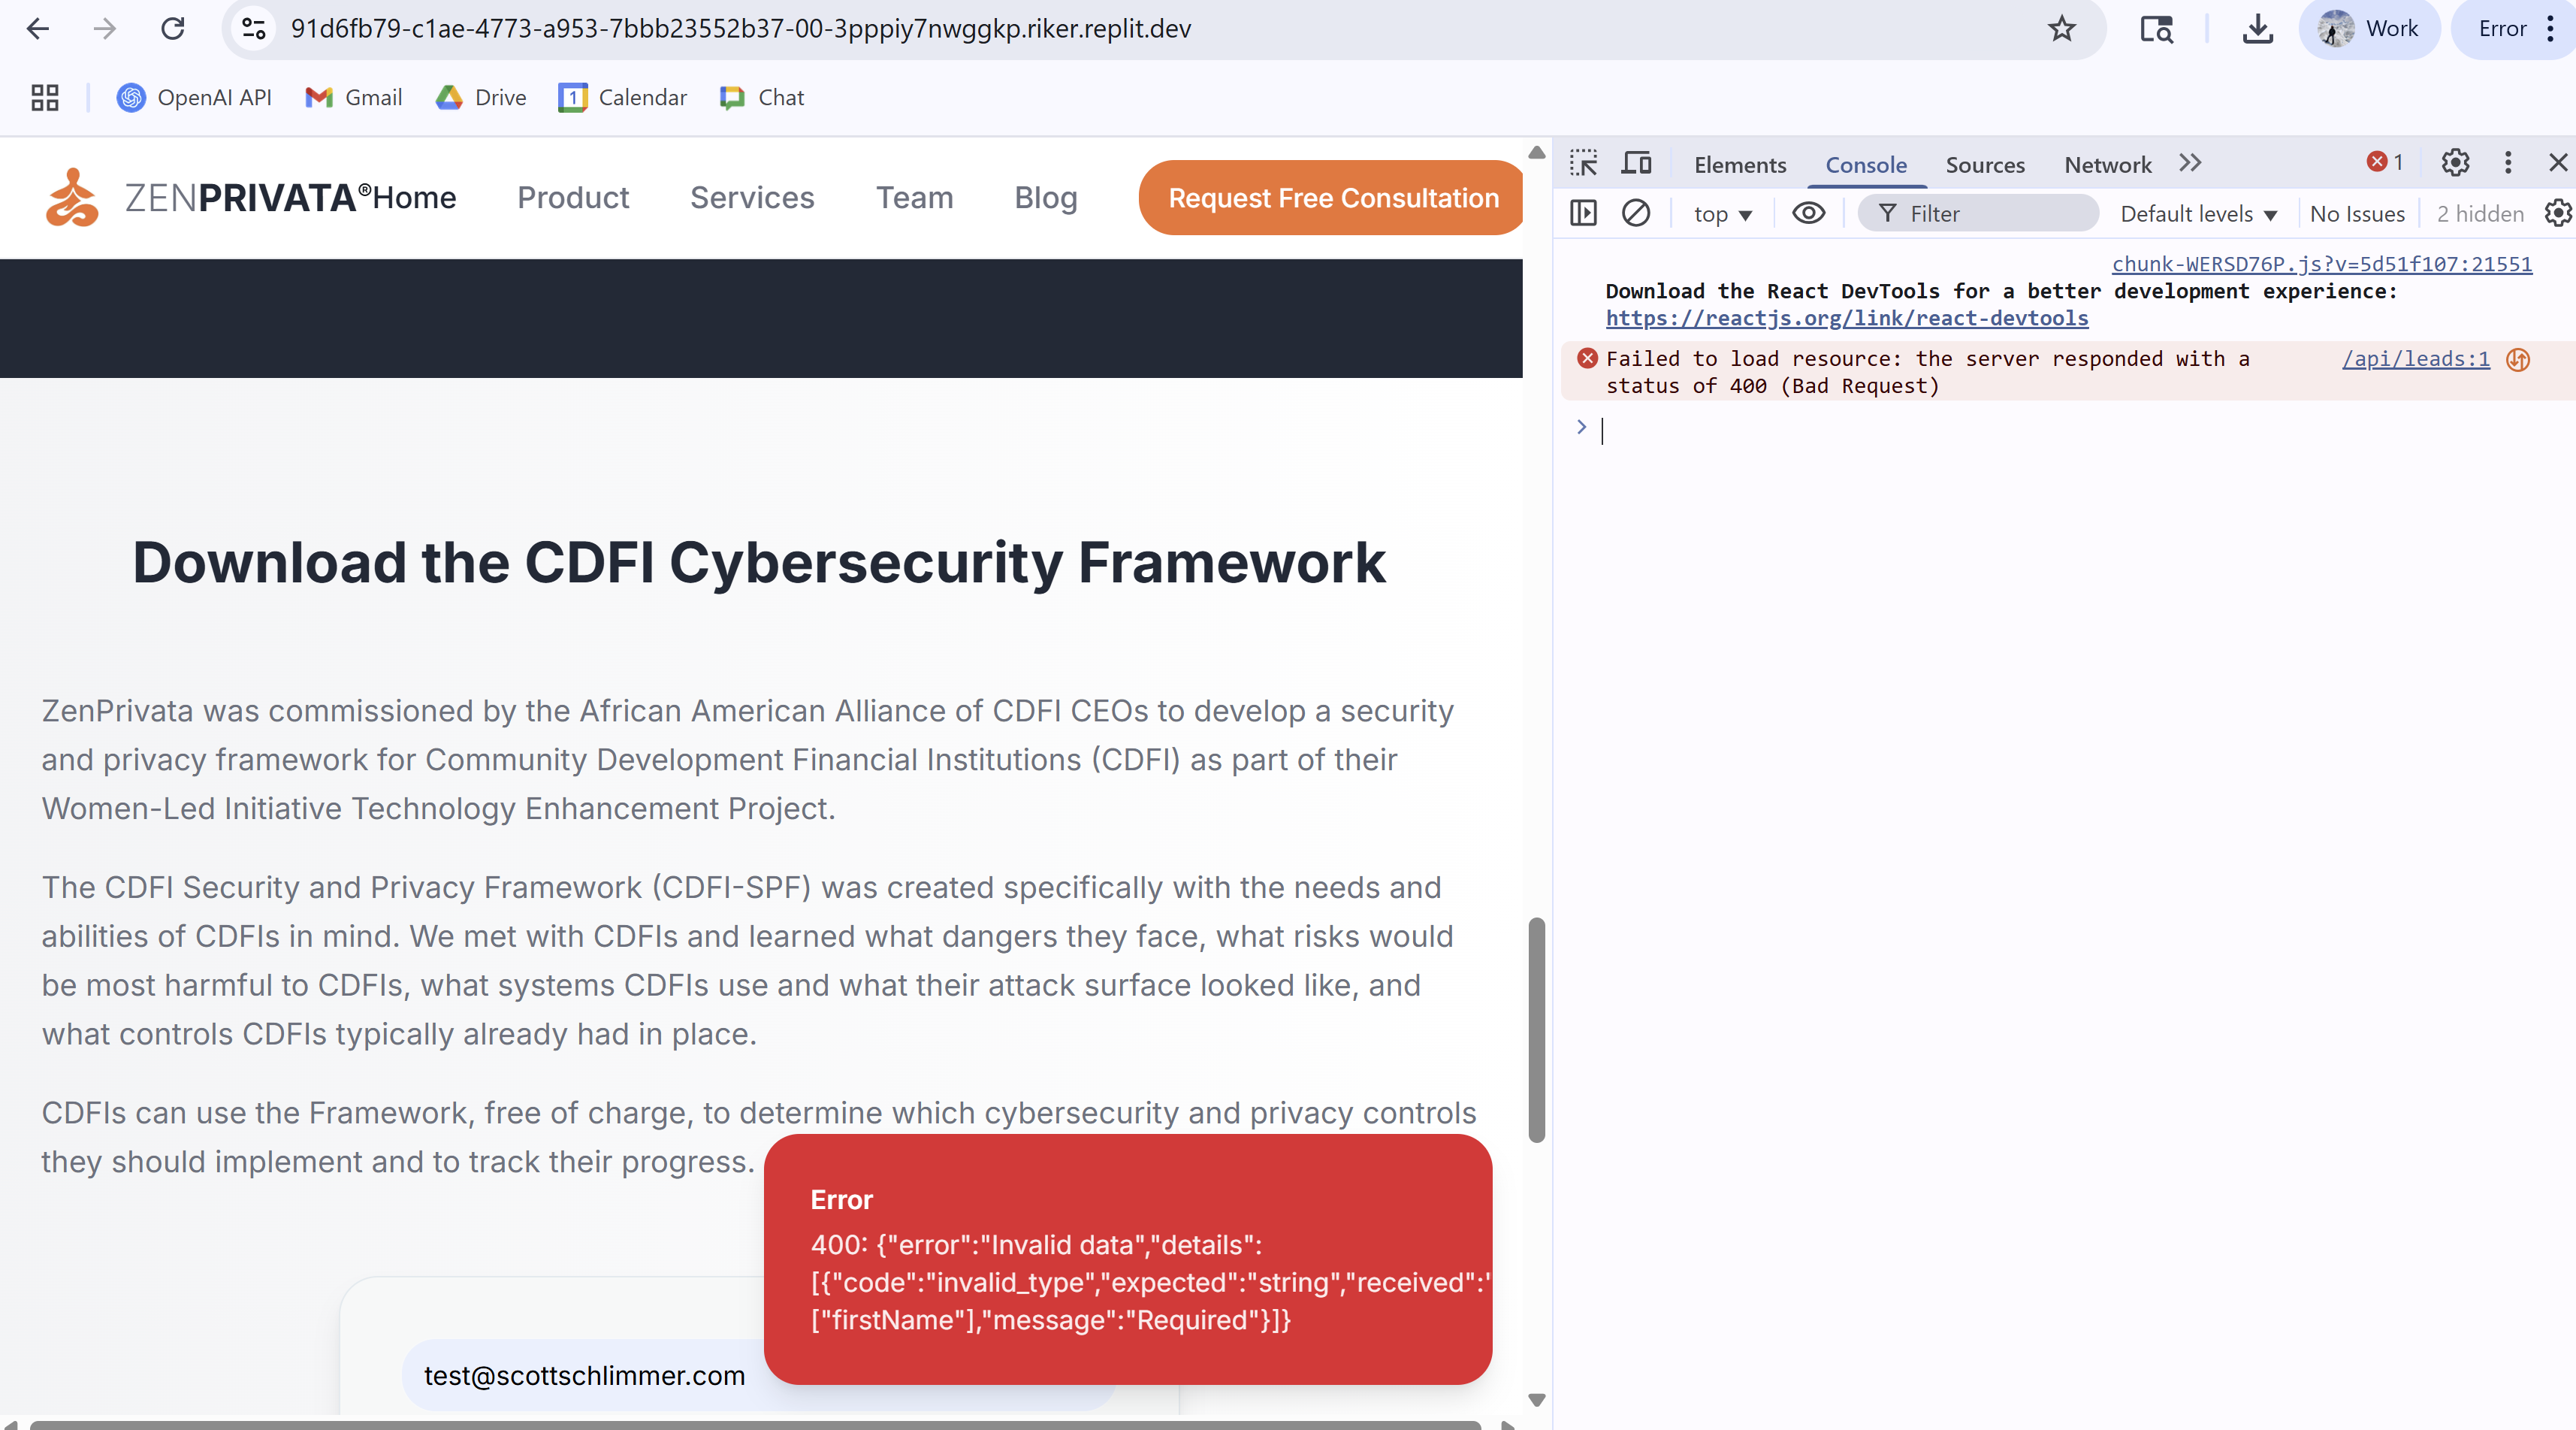 91d6fb79-c1ae-4773-a953-7bbb23552b37-00-3pppiy7nwggkp.riker.replit.dev
Work
Error
OpenAI API
Gmail
Drive
1
Calendar
Chat
ZENPRIVATA®
Home
Product
Services
Team
Blog
Request Free Consultation
Download the CDFI Cybersecurity Framework
ZenPrivata was commissioned by the African American Alliance of CDFI CEOs to develop a security
and privacy framework for Community Development Financial Institutions (CDFI) as part of their
Women-Led Initiative Technology Enhancement Project.
The CDFI Security and Privacy Framework (CDFI-SPF) was created specifically with the needs and
abilities of CDFIs in mind. We met with CDFIs and learned what dangers they face, what risks would
be most harmful to CDFIs, what systems CDFIs use and what their attack surface looked like, and
what controls CDFIs typically already had in place.
CDFIs can use the Framework, free of charge, to determine which cybersecurity and privacy controls
they should implement and to track their progress.
Error
400: {"error":"Invalid data","details":
[{"code":"invalid_type","expected":"string","received":"
["firstName"],"message":"Required"}]}
test@scottschlimmer.com
Elements
Console
Sources
Network
1
top
Filter
Default levels
No Issues
2 hidden
chunk-WERSD76P.js?v=5d51f107:21551
Download the React DevTools for a better development experience:
https://reactjs.org/link/react-devtools
Failed to load resource: the server responded with a
status of 400 (Bad Request)
/api/leads:1